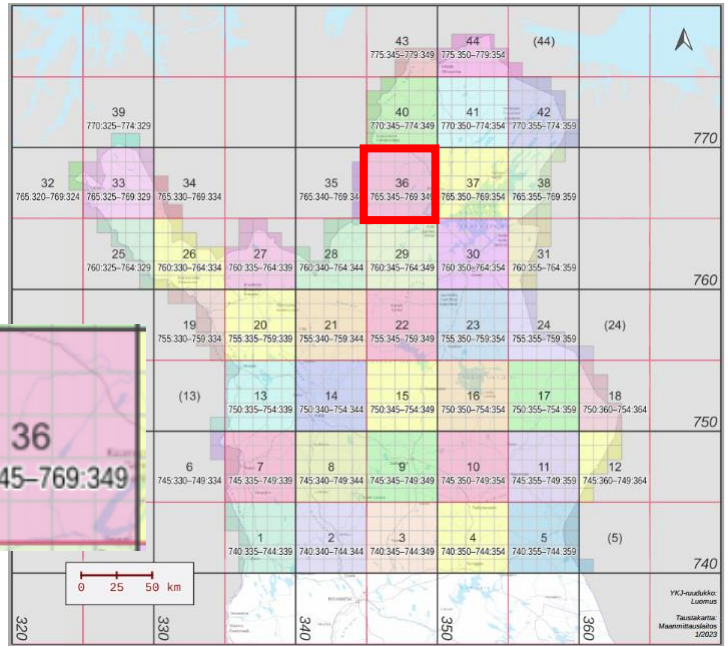 43 44 (44)
775:345–779:349 775:350–779:354
39 40 41 42
770:325–774:329 770:345–774:349 770:350–774:354 770:355–774:359
770
32 33 34 35 36 37 38
765:320–769:324 765:325–769:329 765:330–769:334 765:340–769:344 765:345–769:349 765:350–769:354 765:355–769:359
25 26 27 28 29 30 31
760:325–764:329 760:330–764:334 760:335–764:339 760:340–764:344 760:345–764:349 760:350–764:354 760:355–764:359
760
19 20 21 22 23 24 (24)
755:330–759:334 755:335–759:339 755:340–759:344 755:345–759:349 755:350–759:354 755:355–759:359
(13) 13 14 15 16 17 18
750:335–754:339 750:340–754:344 750:345–754:349 750:350–754:354 750:355–754:359 750:360–754:364
750
36
45–769:349
6 7 8 9 10 11 12
745:330–749:334 745:335–749:339 745:340–749:344 745:345–749:349 745:350–749:354 745:355–749:359 745:360–749:364
1 2 3 4 5 (5)
740:335–744:339 740:340–744:344 740:345–744:349 740:350–744:354 740:355–744:359
740
0 25 50 km
YKJ-ruudukko:
Luomus
Taustakartta:
Maanmittauslaitos
1/2023
320 330 340 350 360